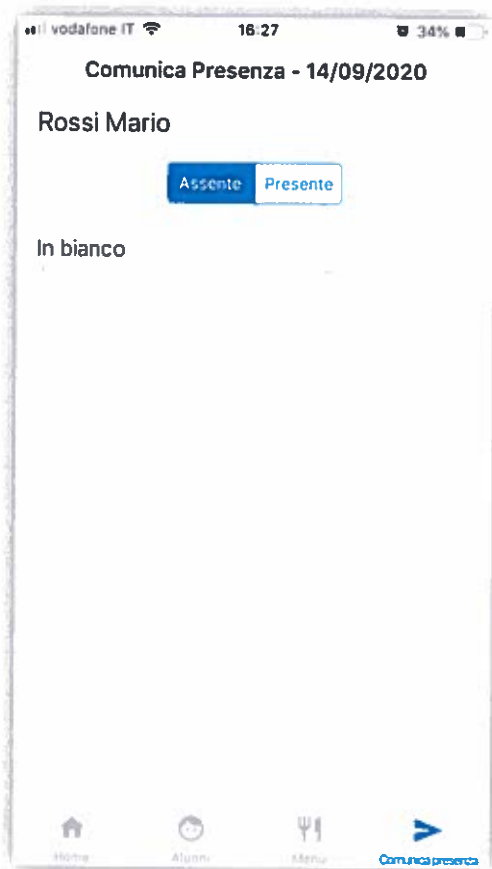 vodafone IT 16:27 34%
Comunica Presenza - 14/09/2020
Rossi Mario
Assente Presente
In bianco
Home Alunni Menu Comunica presenza